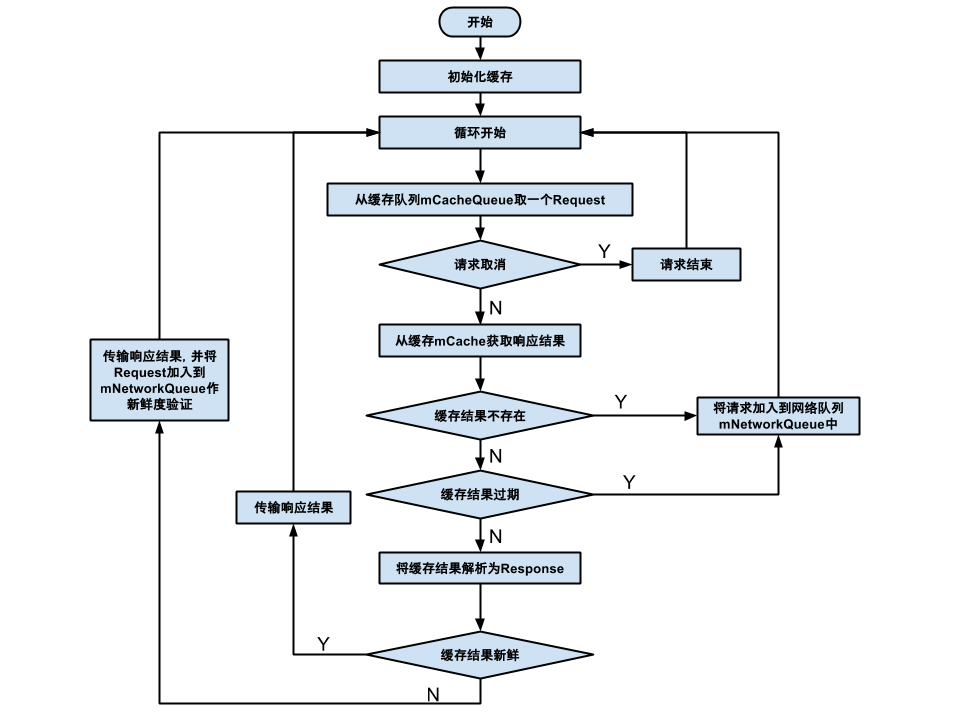 开始
初始化缓存
循环开始
从缓存队列mCacheQueue取一个Request
请求取消
Y
请求结束
N
从缓存mCache获取响应结果
传输响应结果,并将
Request加入到
mNetworkQueue作
新鲜度验证
缓存结果不存在
Y
将请求加入到网络队列
mNetworkQueue中
N
缓存结果过期
Y
传输响应结果
N
将缓存结果解析为Response
Y
缓存结果新鲜
N